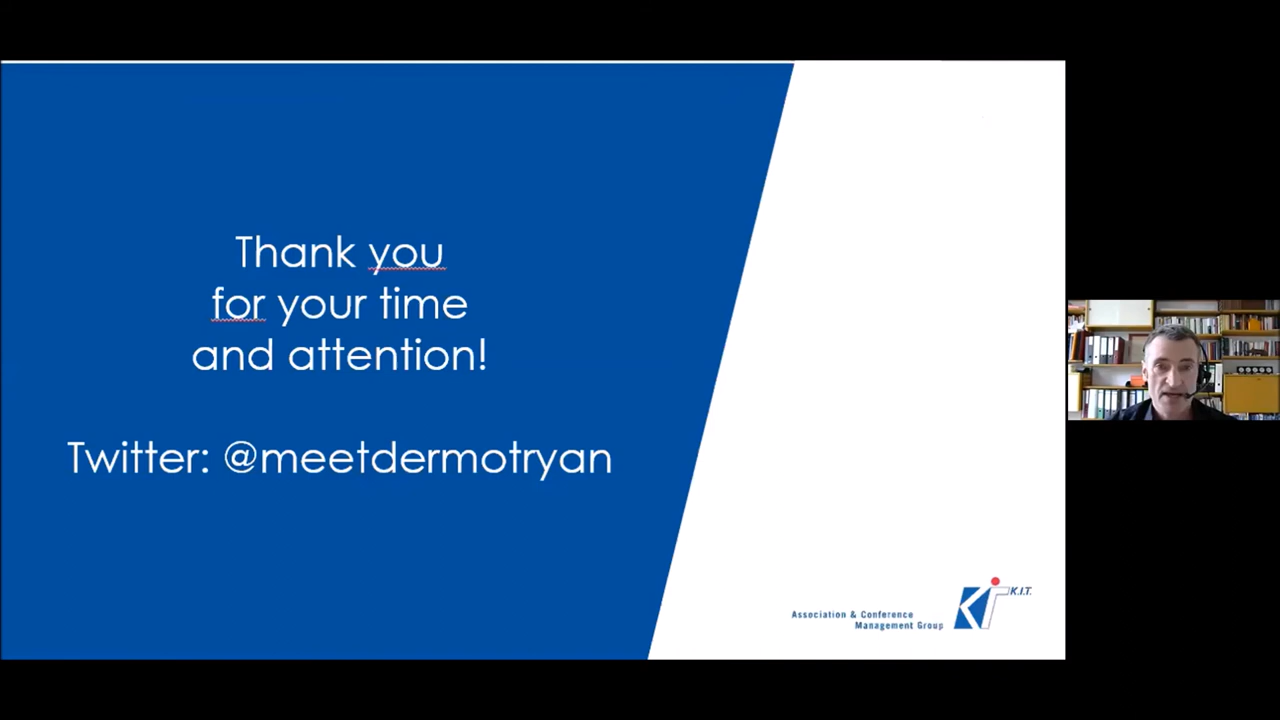 Thank you
for your time
and attention!
Twitter: @meetdermotryan
Association & Conference
Management Group
K.I.T.